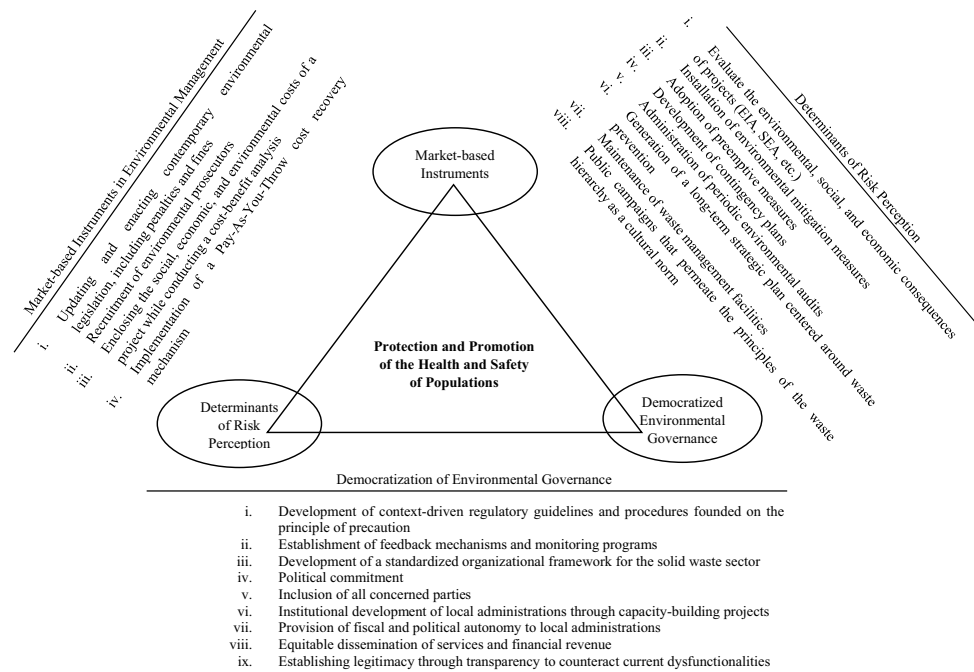 Market-based Instruments in Environmental Management
i. Updating and enacting contemporary environmental
legislation, including penalties and fines
ii. Recruitment of environmental prosecutors
iii. Enclosing the social, economic, and environmental costs of a
project while conducting a cost-benefit analysis
iv. Implementation of a Pay-As-You-Throw cost recovery
mechanism
Determinants of Risk Perception
i. Evaluate the environmental, social, and economic consequences
of projects (EIA, SEA, etc.)
ii. Installation of environmental mitigation measures
iii. Adoption of preemptive measures
iv. Development of contingency plans
v. Administration of periodic environmental audits
vi. Generation of a long-term strategic plan centered around waste
prevention
vii. Maintenance of waste management facilities
viii. Public campaigns that permeate the principles of the waste
hierarchy as a cultural norm
Market-based
Instruments
Protection and Promotion
of the Health and Safety
of Populations
Determinants
of Risk
Perception
Democratized
Environmental
Governance
Democratization of Environmental Governance
i. Development of context-driven regulatory guidelines and procedures founded on the
principle of precaution
ii. Establishment of feedback mechanisms and monitoring programs
iii. Development of a standardized organizational framework for the solid waste sector
iv. Political commitment
v. Inclusion of all concerned parties
vi. Institutional development of local administrations through capacity-building projects
vii. Provision of fiscal and political autonomy to local administrations
viii. Equitable dissemination of services and financial revenue
ix. Establishing legitimacy through transparency to counteract current dysfunctionalities